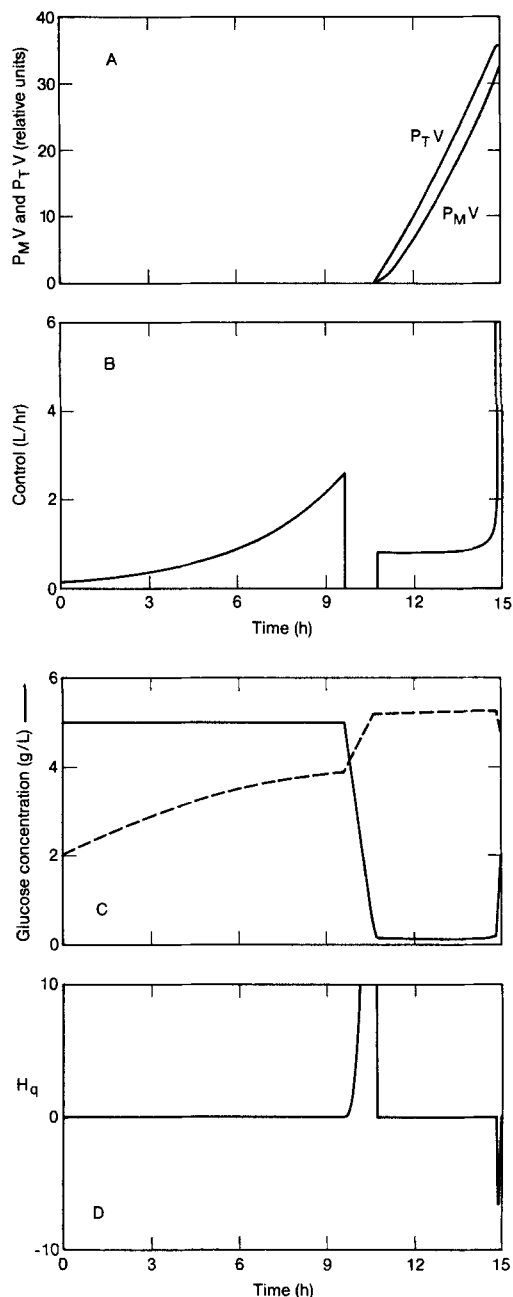 40
30
20
10
0
P_M V and P_T V (relative units)
A
P_T V
P_M V
6
4
2
0
Control (L/hr)
B
0 3 6 9 12 15
Time (h)
6
4
2
0
Glucose concentration (g/L)
C
10
0
-10
H_q
D
0 3 6 9 12 15
Time (h)